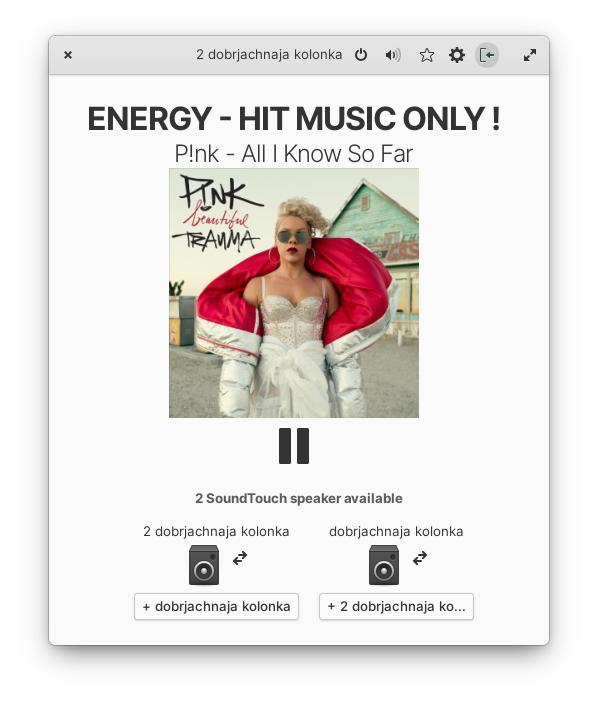 2 dobrjachnaja kolonka
ENERGY - HIT MUSIC ONLY !
P!nk - All I Know So Far
P!NK
beautiful
TRAUMA
2 SoundTouch speaker available
2 dobrjachnaja kolonka
dobrjachnaja kolonka
+ dobrjachnaja kolonka
+ 2 dobrjachnaja ko...